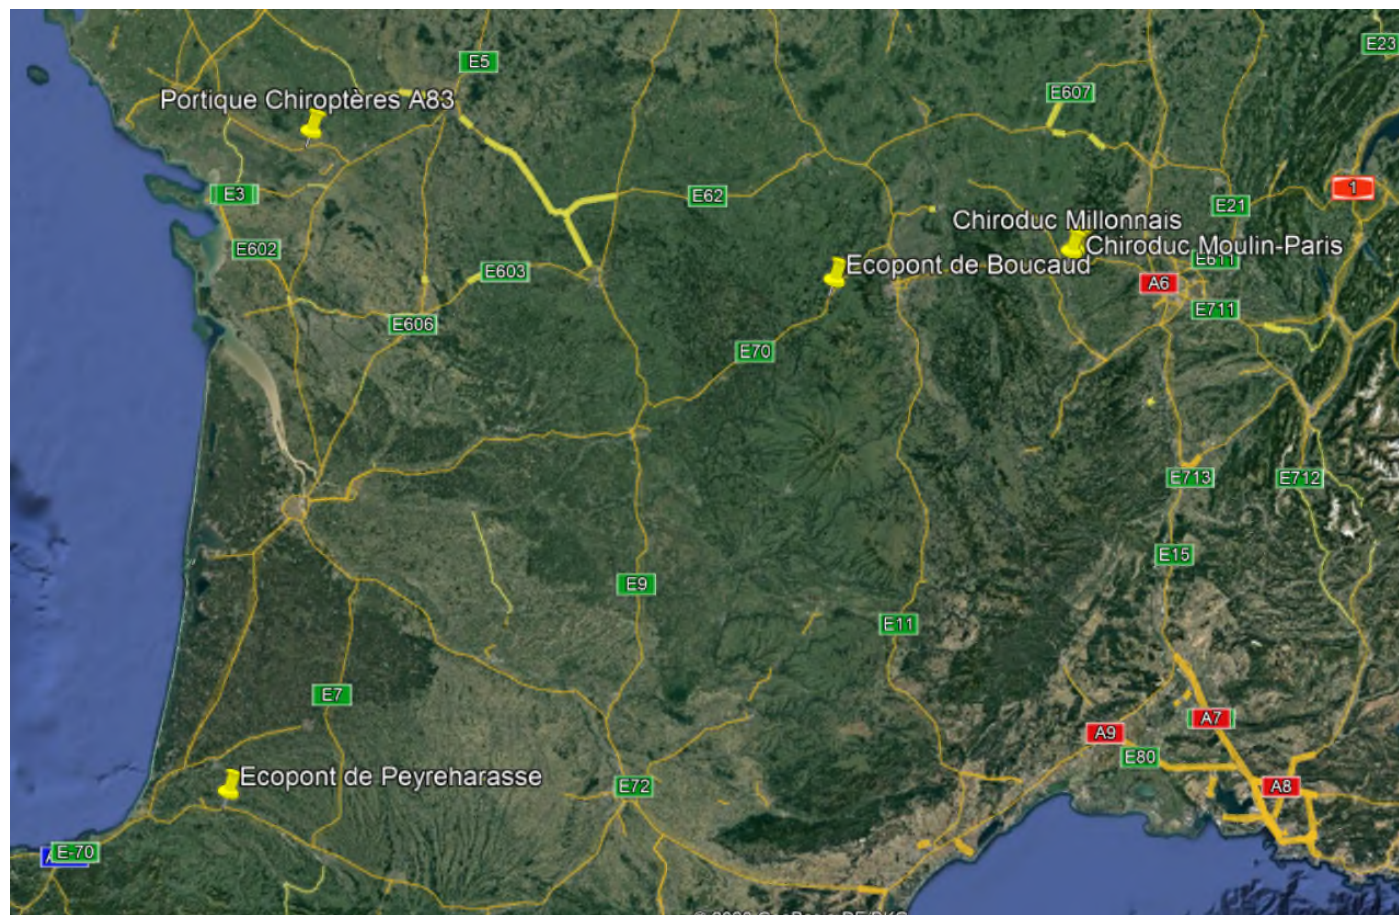 E5
E23
E607
Portique Chiroptères A83
E3
E62
1
E21
Chiroduc Millonnais
E602
Chiroduc Moulin-Paris
E611
Ecopont de Boucaud
E603
A6
E711
E606
E70
E713
E712
E15
E9
E11
E7
A7
A9
E80
Ecopont de Peyreharasse
E72
A8
E-70